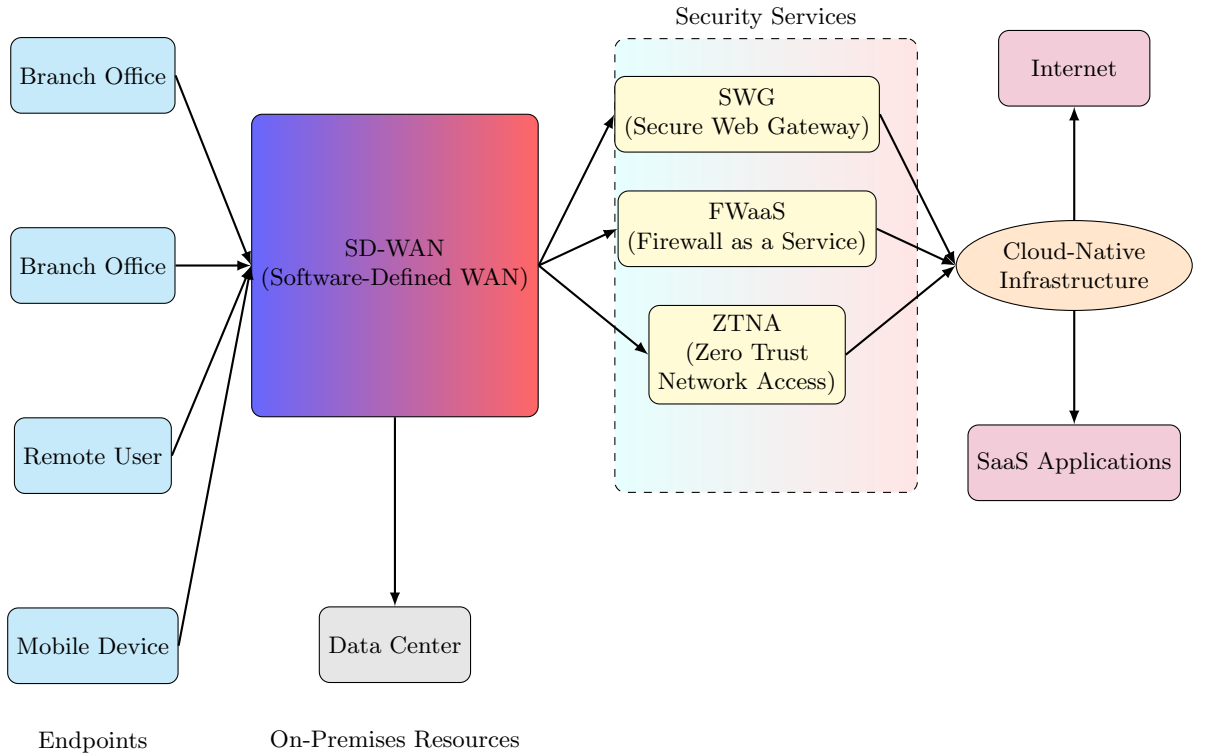 Security Services
Branch Office
Branch Office
Remote User
Mobile Device
Endpoints
SD-WAN
(Software-Defined WAN)
Data Center
On-Premises Resources
SWG
(Secure Web Gateway)
FWaaS
(Firewall as a Service)
ZTNA
(Zero Trust
Network Access)
Internet
Cloud-Native
Infrastructure
SaaS Applications